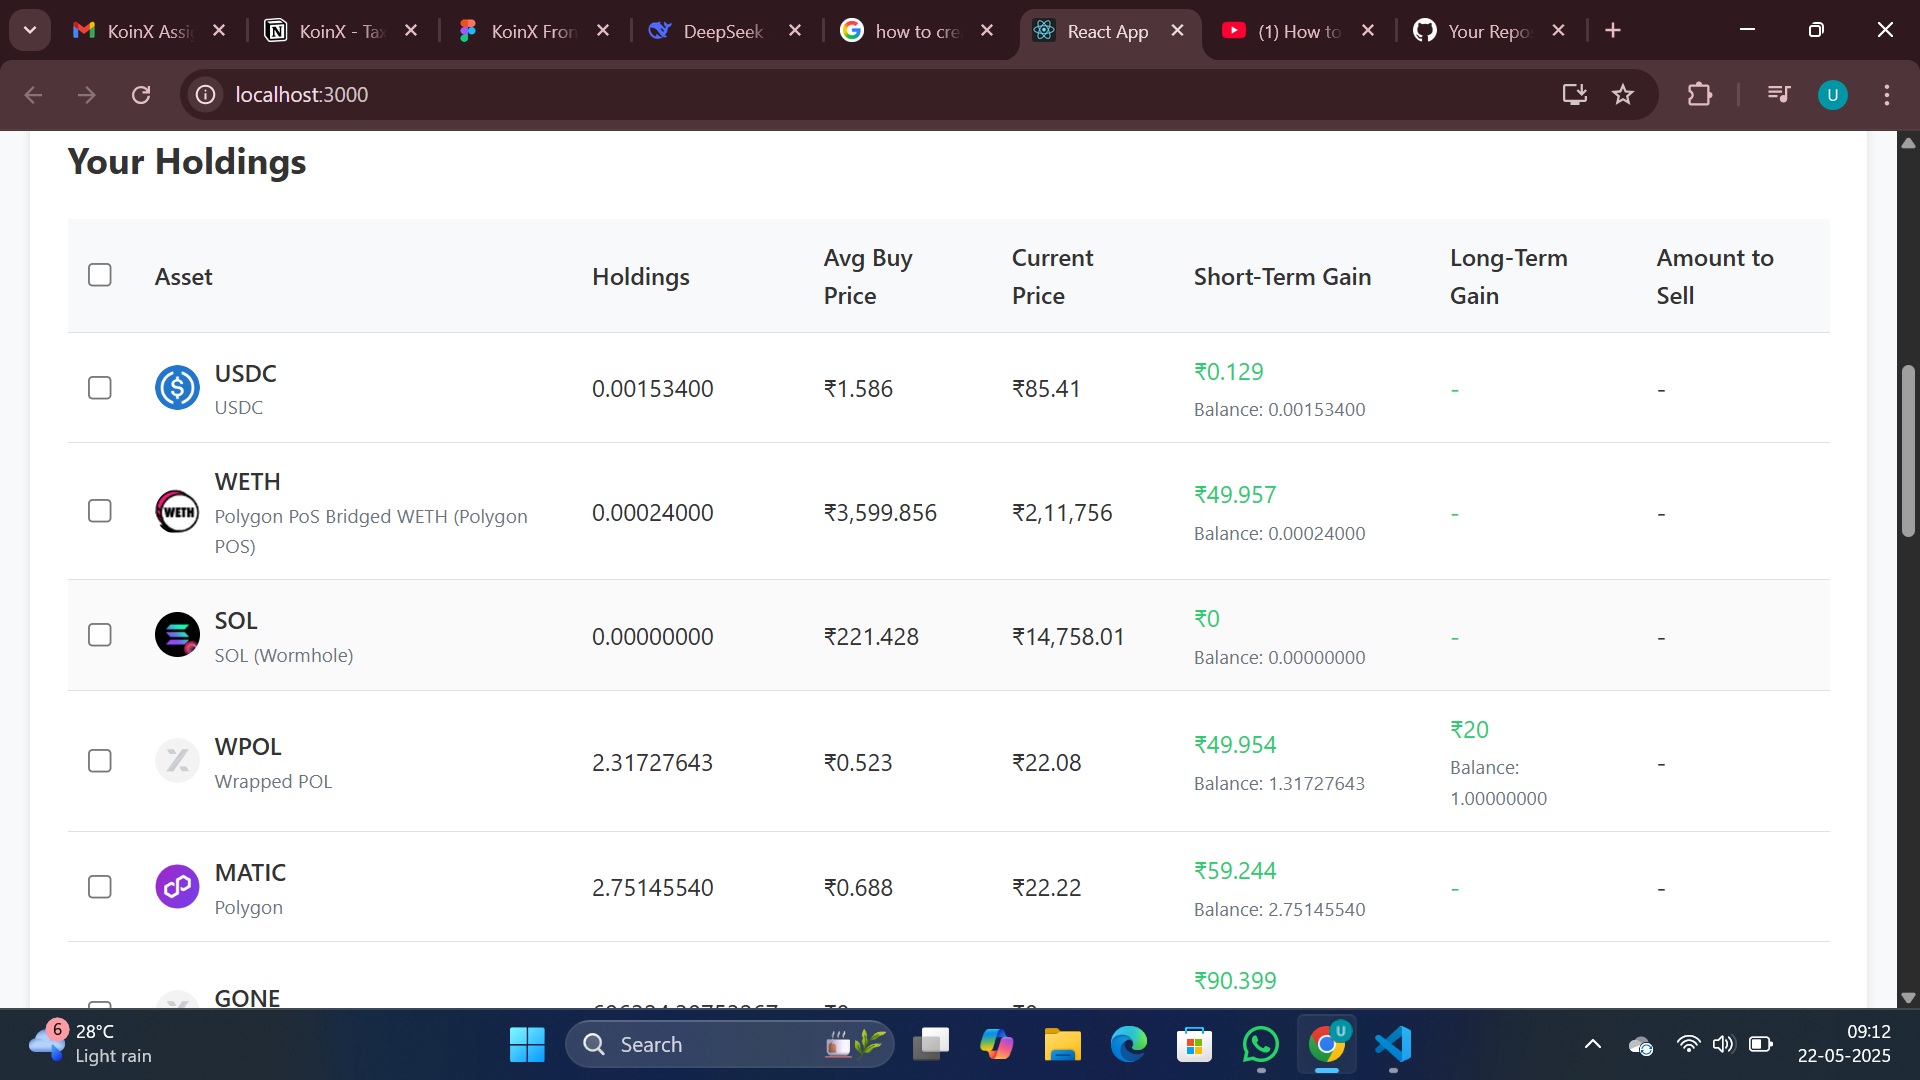 KoinX Assi
KoinX - Tax
KoinX Fron
DeepSeek
how to cre
React App
(1) How to
Your Repos
localhost:3000
U
Your Holdings
Asset
Holdings
Avg Buy
Price
Current
Price
Short-Term Gain
Long-Term
Gain
Amount to
Sell
USDC
USDC
0.00153400
₹1.586
₹85.41
₹0.129
Balance: 0.00153400
-
-
WETH
WETH
Polygon PoS Bridged WETH (Polygon
POS)
0.00024000
₹3,599.856
₹2,11,756
₹49.957
Balance: 0.00024000
-
-
SOL
SOL (Wormhole)
0.00000000
₹221.428
₹14,758.01
₹0
Balance: 0.00000000
-
-
WPOL
Wrapped POL
2.31727643
₹0.523
₹22.08
₹49.954
Balance: 1.31727643
₹20
Balance:
1.00000000
-
MATIC
Polygon
2.75145540
₹0.688
₹22.22
₹59.244
Balance: 2.75145540
-
-
GONE
₹90.399
6
28°C
Light rain
Search
U
09:12
22-05-2025